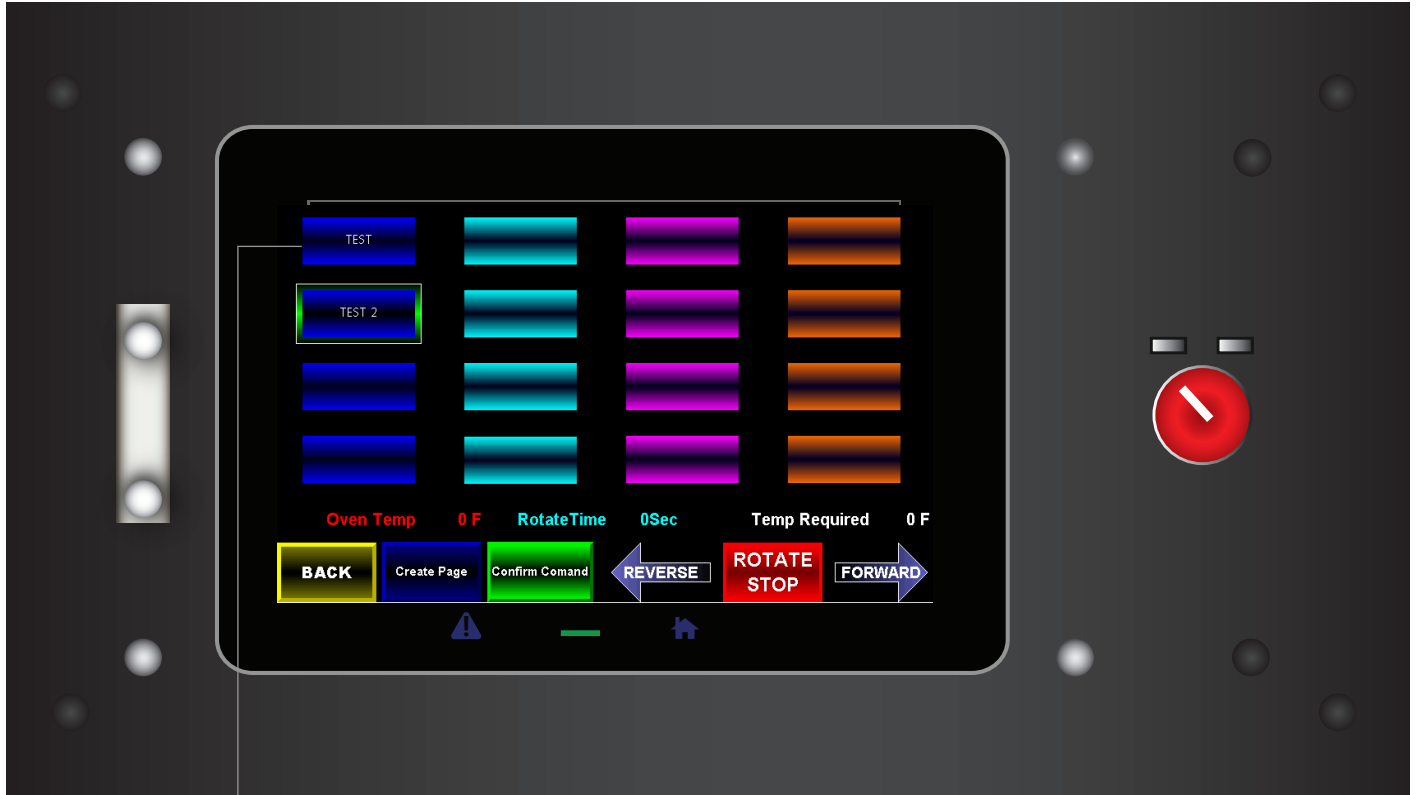 TEST
TEST 2
Oven Temp 0 F RotateTime 0Sec Temp Required 0 F
BACK
Create Page
Confirm Comand
REVERSE
ROTATE
STOP
FORWARD